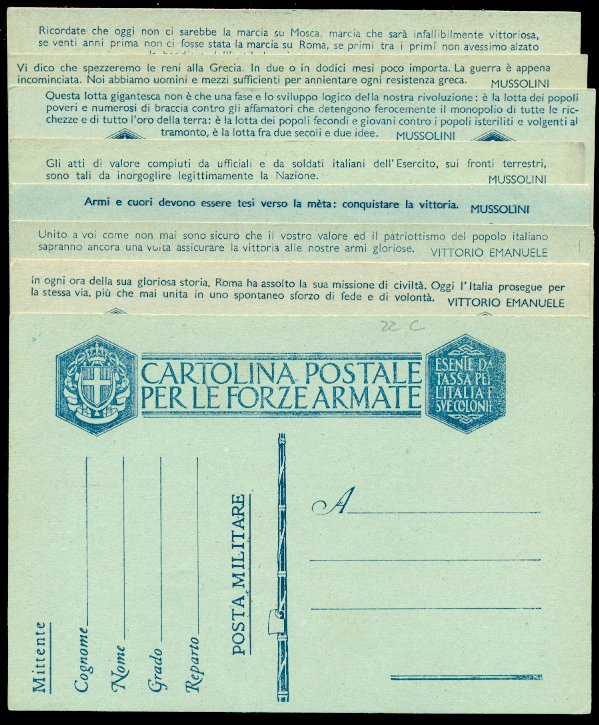 Ricordate che oggi non ci sarebbe la marcia su Mosca, marcia che sarà infallibilmente vittoriosa,
se venti anni prima non ci fosse stata la marcia su Roma, se primi tra i primi non avessimo alzato
Vi dico che spezzeremo le reni alla Grecia. In due o in dodici mesi poco importa. La guerra è appena
incominciata. Noi abbiamo uomini e mezzi sufficienti per annientare ogni resistenza greca. MUSSOLINI
Questa lotta gigantesca non è che una fase e lo sviluppo logico della nostra rivoluzione: è la lotta dei popoli
poveri e numerosi di braccia contro gli affamatori che detengono ferocemente il monopolio di tutte le ric-
chezze e di tutto l'oro della terra: è la lotta dei popoli fecondi e giovani contro i popoli isteriliti e volgenti al
tramonto, è la lotta fra due secoli e due idee. MUSSOLINI
Gli atti di valore compiuti da ufficiali e da soldati italiani dell'Esercito, sui fronti terrestri,
sono tali da inorgoglire legittimamente la Nazione. MUSSOLINI
Armi e cuori devono essere tesi verso la mèta: conquistare la vittoria. MUSSOLINI
Unito a voi come non mai sono sicuro che il vostro valore ed il patriottismo del popolo italiano
sapranno ancora una volta assicurare la vittoria alle nostre armi gloriose. VITTORIO EMANUELE
In ogni ora della sua gloriosa storia, Roma ha assolto la sua missione di civiltà. Oggi l'Italia prosegue per
la stessa via, più che mai unita in uno spontaneo sforzo di fede e di volontà. VITTORIO EMANUELE
22 C
CARTOLINA POSTALE
PER LE FORZE ARMATE
ESENTE DA
TASSA PER
L'ITALIA E
SVE COLONIE
Mittente
Cognome
Nome
Grado
Reparto
POSTA MILITARE
A